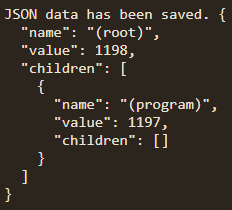 JSON data has been saved. {
  "name": "(root)",
  "value": 1198,
  "children": [
    {
      "name": "(program)",
      "value": 1197,
      "children": []
    }
  ]
}